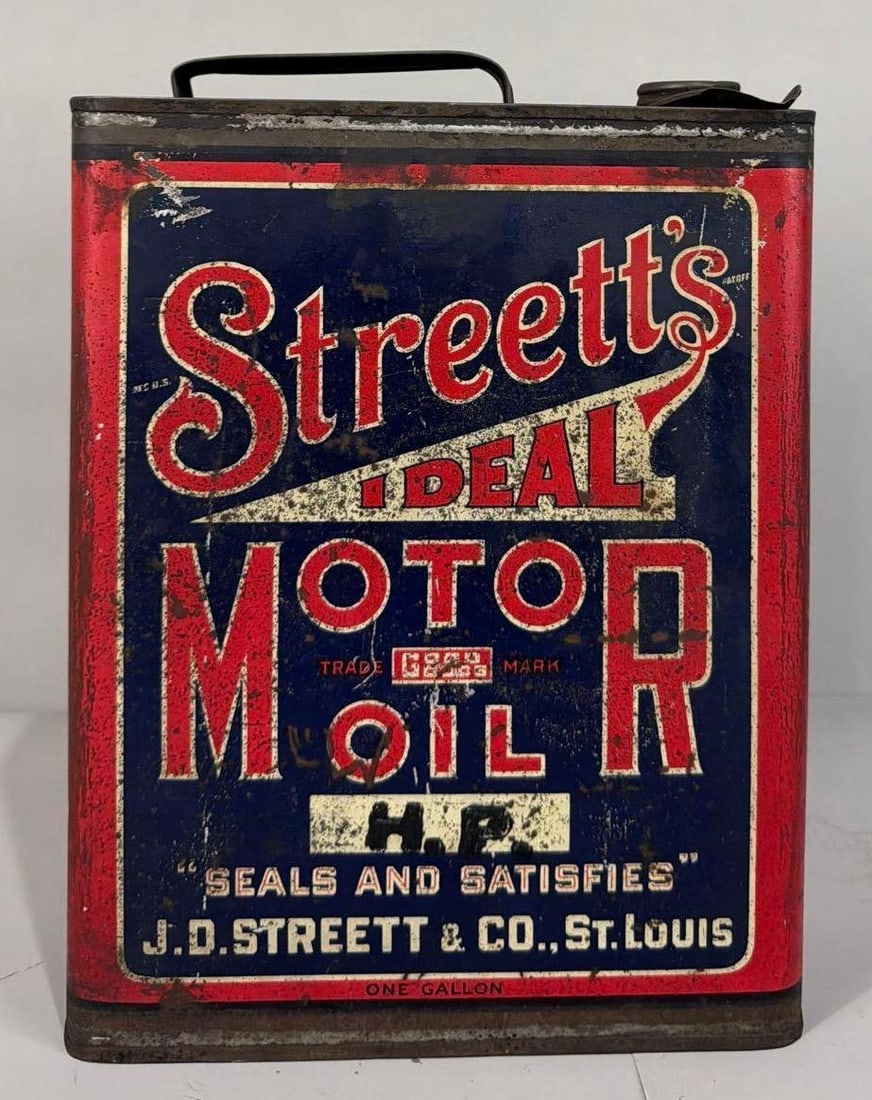 Streett's
REG U.S. PAT OFF
IDEAL
MOTOR
TRADE MARK
OIL
H.P.
"SEALS AND SATISFIES"
J.D. STREETT & CO., ST. LOUIS
ONE GALLON